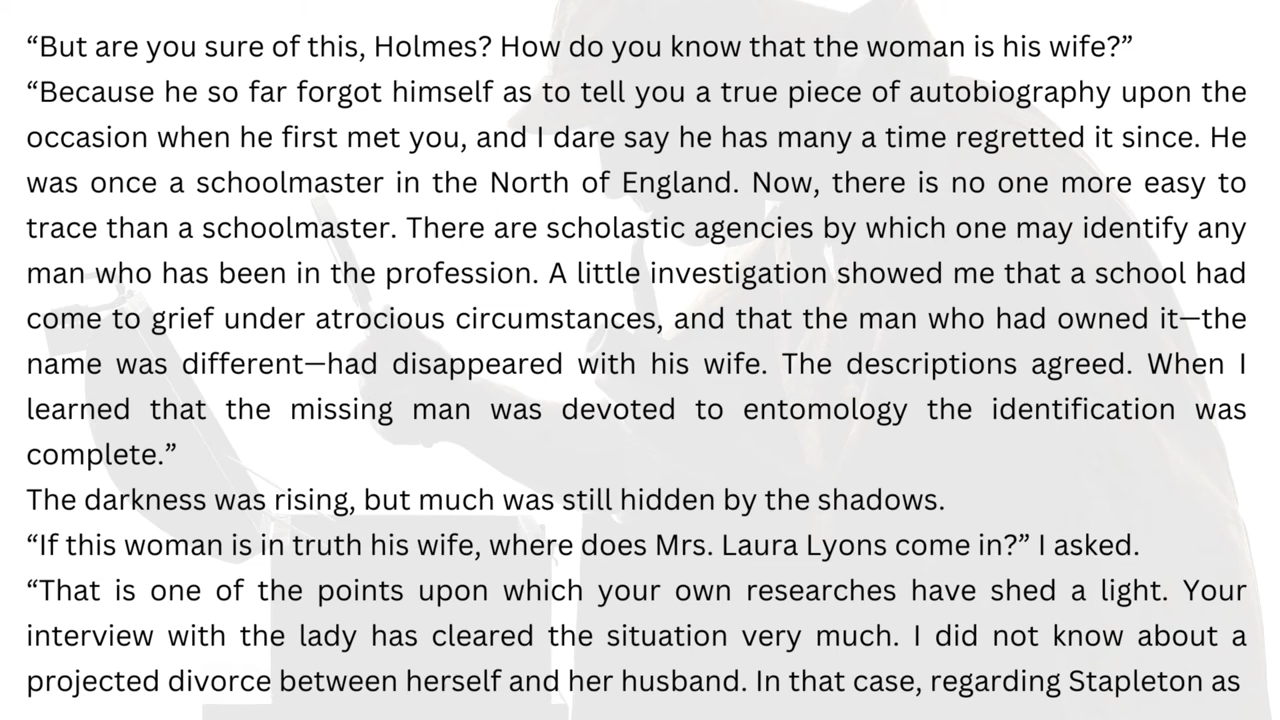 “But are you sure of this, Holmes? How do you know that the woman is his wife?”
“Because he so far forgot himself as to tell you a true piece of autobiography upon the
occasion when he first met you, and I dare say he has many a time regretted it since. He
was once a schoolmaster in the North of England. Now, there is no one more easy to
trace than a schoolmaster. There are scholastic agencies by which one may identify any
man who has been in the profession. A little investigation showed me that a school had
come to grief under atrocious circumstances, and that the man who had owned it—the
name was different—had disappeared with his wife. The descriptions agreed. When I
learned that the missing man was devoted to entomology the identification was
complete.”
The darkness was rising, but much was still hidden by the shadows.
“If this woman is in truth his wife, where does Mrs. Laura Lyons come in?” I asked.
“That is one of the points upon which your own researches have shed a light. Your
interview with the lady has cleared the situation very much. I did not know about a
projected divorce between herself and her husband. In that case, regarding Stapleton as